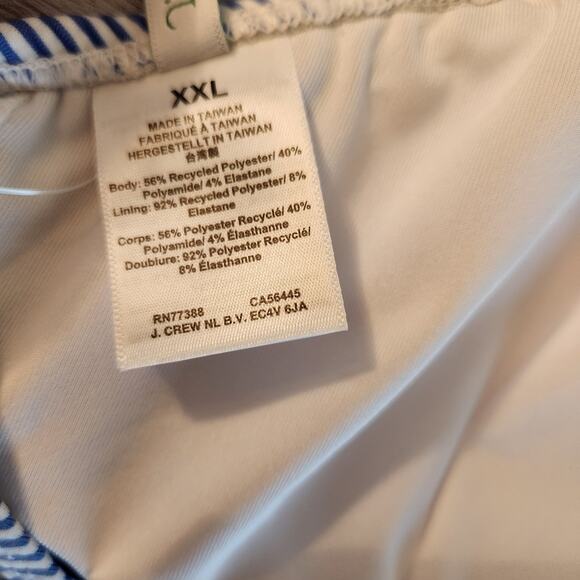 XXL
MADE IN TAIWAN
FABRIQUÉ À TAIWAN
HERGESTELLT IN TAIWAN
台灣製
Body: 56% Recycled Polyester/ 40%
Polyamide/ 4% Elastane
Lining: 92% Recycled Polyester/ 8%
Elastane
Corps: 56% Polyester Recyclé/ 40%
Polyamide/ 4% Élasthanne
Doublure: 92% Polyester Recyclé/
8% Élasthanne
RN77388 CA56445
J. CREW NL B.V. EC4V 6JA